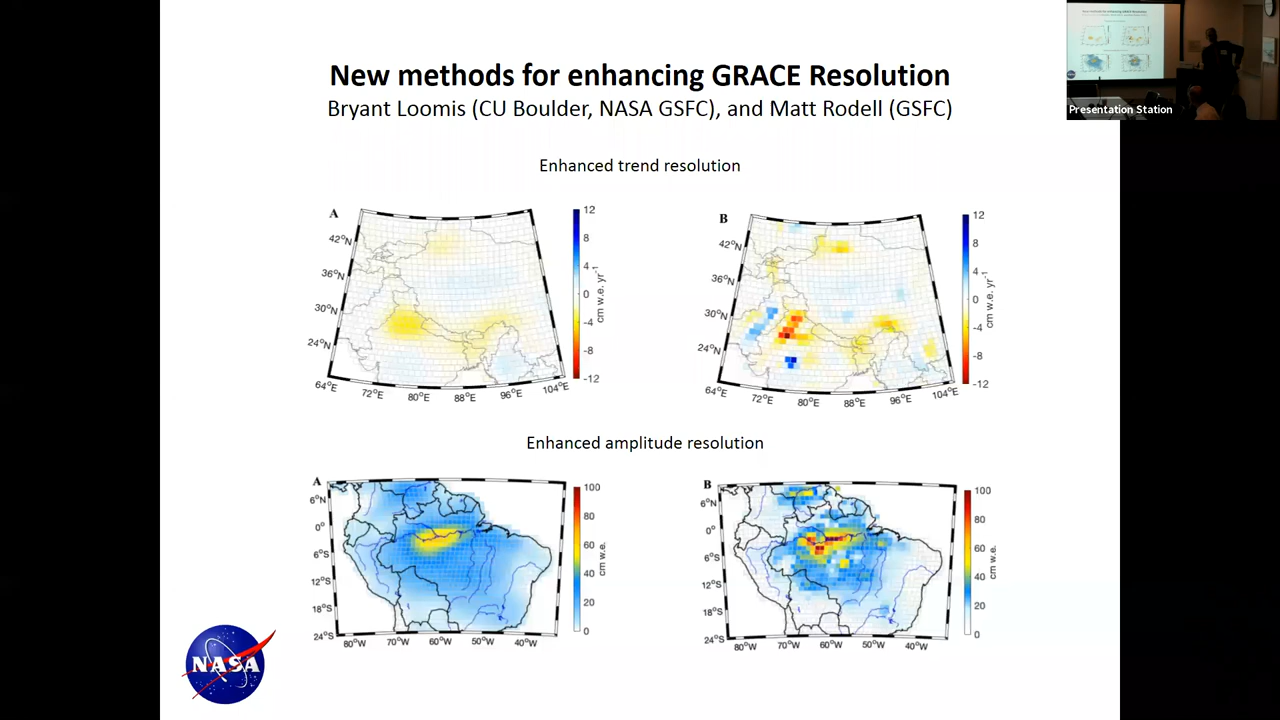 New methods for enhancing GRACE Resolution
Bryant Loomis (CU Boulder, NASA GSFC), and Matt Rodell (GSFC)
Presentation Station
Enhanced trend resolution
A
42°N
36°N
30°N
24°N
64°E
72°E
80°E
88°E
96°E
104°E
12
8
4
0
-4
-8
-12
cm w.e. yr⁻¹
B
42°N
36°N
30°N
24°N
64°E
72°E
80°E
88°E
96°E
104°E
12
8
4
0
-4
-8
-12
cm w.e. yr⁻¹
Enhanced amplitude resolution
A
6°N
0°
6°S
12°S
18°S
24°S
80°W
70°W
60°W
50°W
40°W
100
80
60
40
20
0
cm w.e.
B
6°N
0°
6°S
12°S
18°S
24°S
80°W
70°W
60°W
50°W
40°W
100
80
60
40
20
0
cm w.e.
NASA